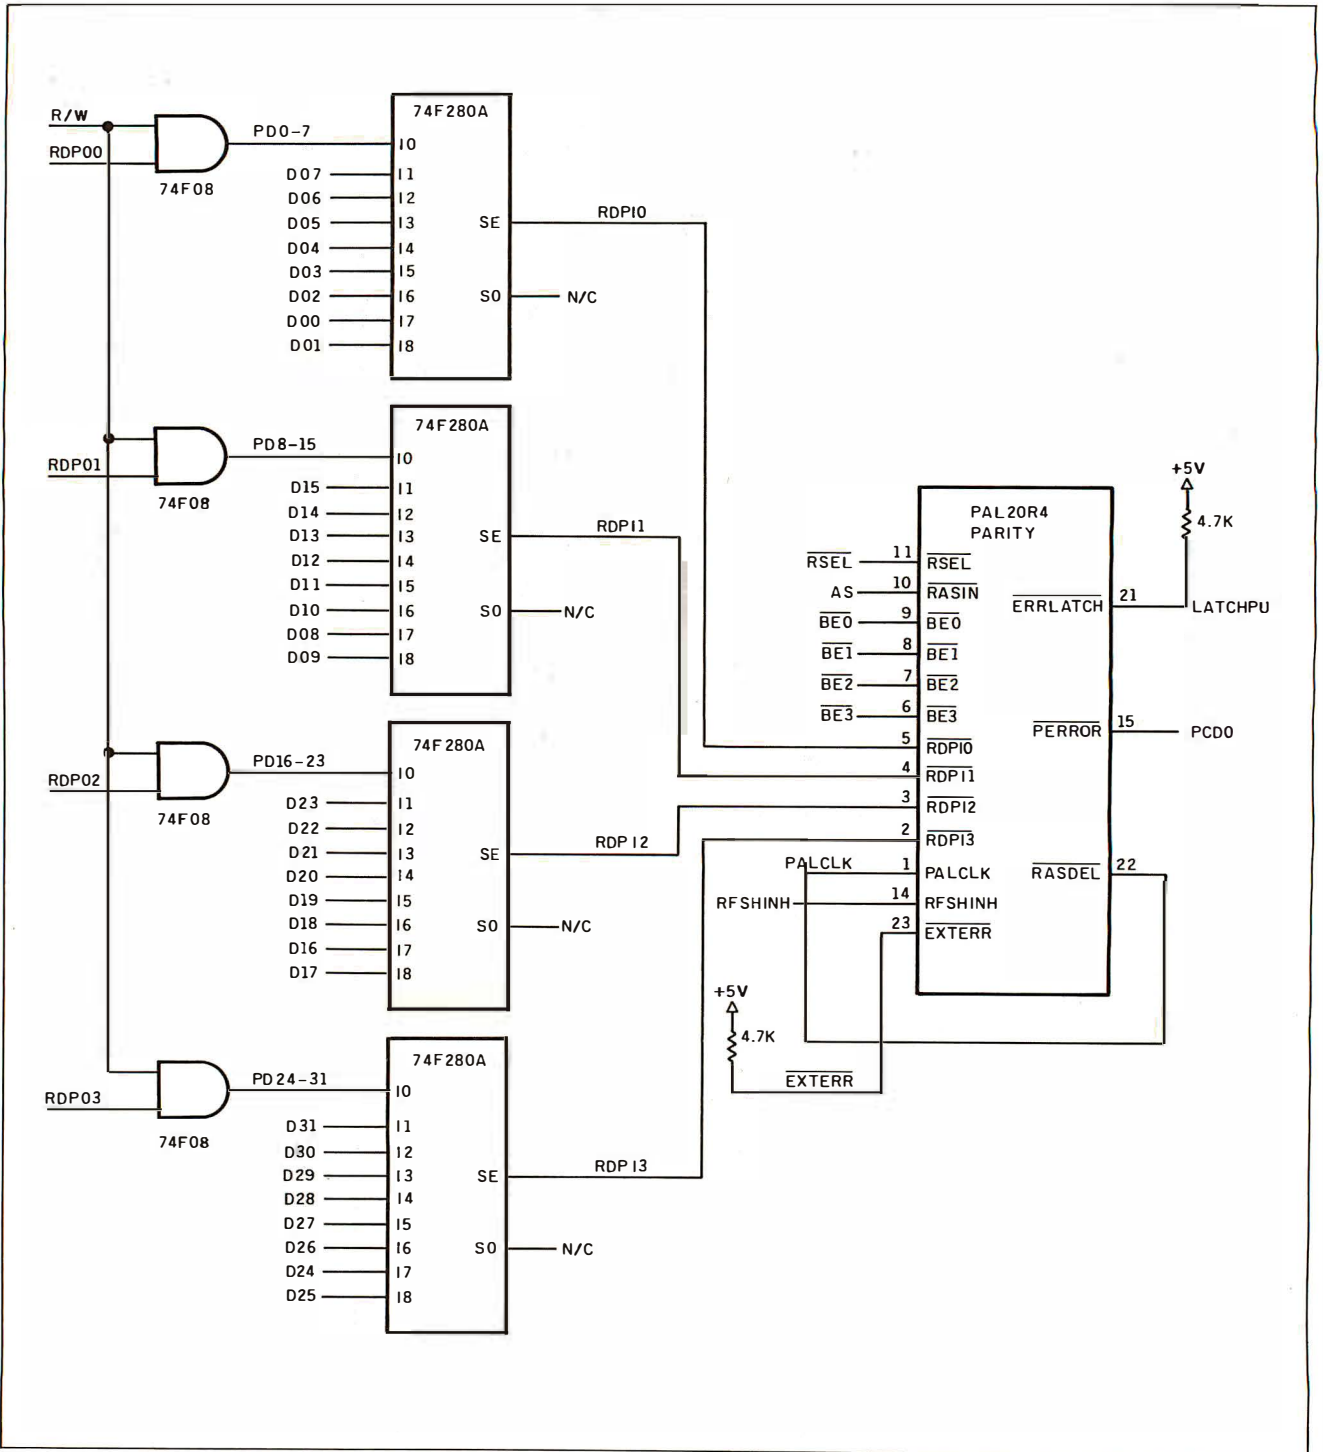 R/W
RDP00
74F08
PD0-7
74F280A
I0
D07 I1
D06 I2
D05 I3
D04 I4
D03 I5
D02 I6
D00 I7
D01 I8
SE
SO
RDPI0
N/C
RDP01
74F08
PD8-15
74F280A
I0
D15 I1
D14 I2
D13 I3
D12 I4
D11 I5
D10 I6
D08 I7
D09 I8
SE
SO
RDPI1
N/C
RDP02
74F08
PD16-23
74F280A
I0
D23 I1
D22 I2
D21 I3
D20 I4
D19 I5
D18 I6
D16 I7
D17 I8
SE
SO
RDPI2
N/C
RDP03
74F08
PD24-31
74F280A
I0
D31 I1
D30 I2
D29 I3
D28 I4
D27 I5
D26 I6
D24 I7
D25 I8
SE
SO
RDPI3
N/C
PAL20R4
PARITY
RSEL 11 RSEL
AS 10 RASIN
BE0 9 BE0
BE1 8 BE1
BE2 7 BE2
BE3 6 BE3
5 RDPI0
4 RDPI1
3 RDPI2
2 RDPI3
PALCLK 1 PALCLK
RFSHINH 14 RFSHINH
23 EXTERR
+5V
4.7K
ERRLATCH 21 LATCHPU
PERROR 15 PCD0
RASDEL 22
+5V
4.7K
EXTERR